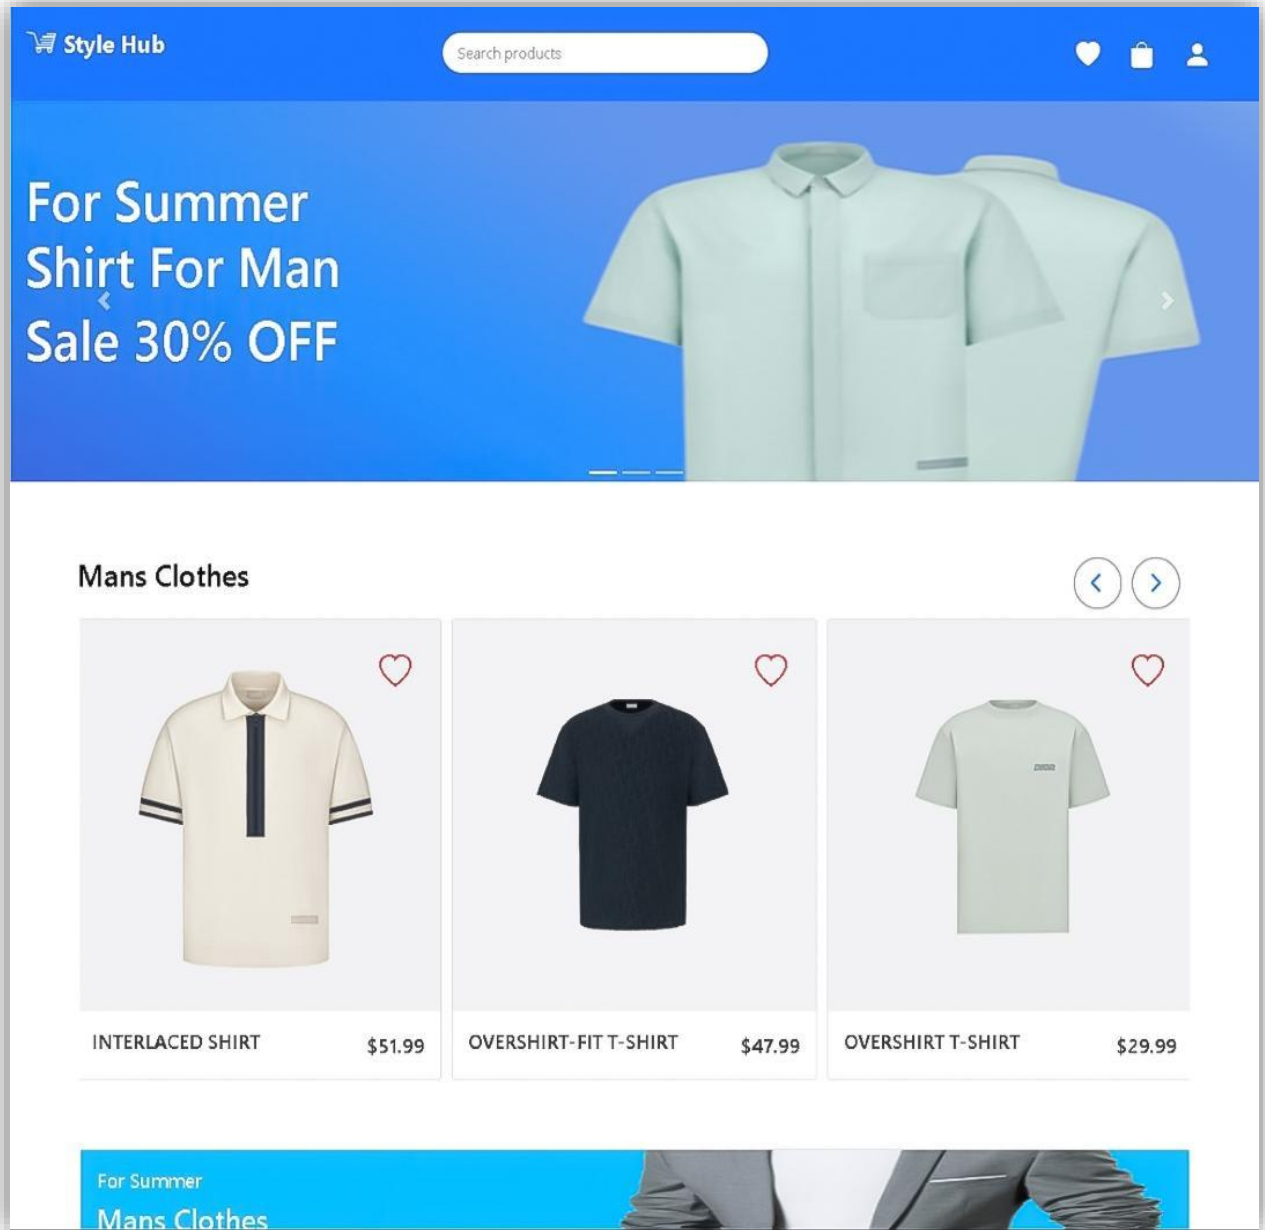 Style Hub
Search products
For Summer
Shirt For Man
Sale 30% OFF
Mans Clothes
DIOR
INTERLACED SHIRT
$51.99
OVERSHIRT-FIT T-SHIRT
$47.99
OVERSHIRT T-SHIRT
$29.99
For Summer
Mans Clothes